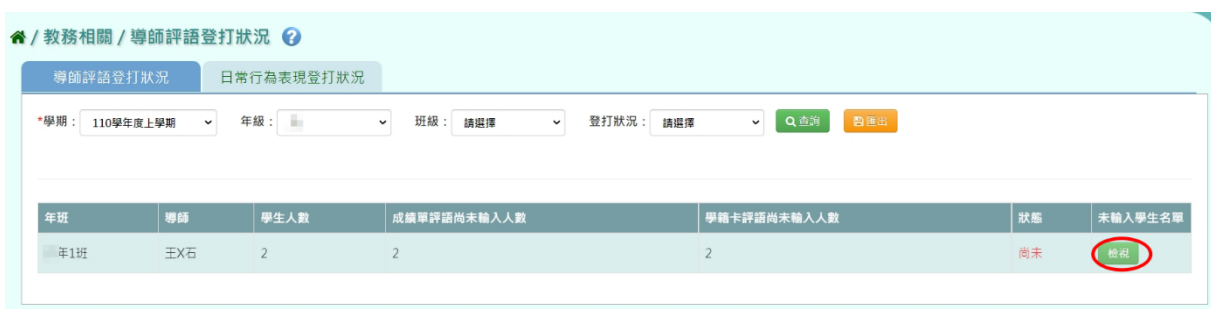 / 教務相關 / 導師評語登打狀況 ?
導師評語登打狀況 日常行為表現登打狀況
*學期： 110學年度上學期 年級： 班級： 請選擇 登打狀況： 請選擇 查詢 匯出
年班 導師 學生人數 成績單評語尚未輸入人數 學籍卡評語尚未輸入人數 狀態 未輸入學生名單
年1班 王X石 2 2 2 尚未 檢視